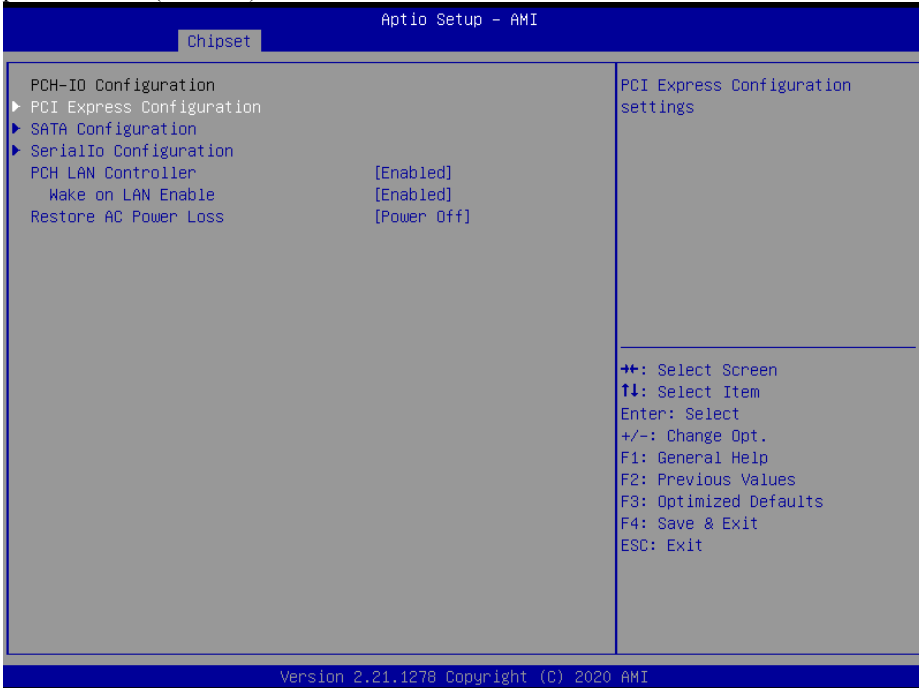 Aptio Setup – AMI
Chipset
PCH-IO Configuration
PCI Express Configuration
SATA Configuration
SerialIo Configuration
PCH LAN Controller [Enabled]
Wake on LAN Enable [Enabled]
Restore AC Power Loss [Power Off]
PCI Express Configuration
settings
→←: Select Screen
↑↓: Select Item
Enter: Select
+/-: Change Opt.
F1: General Help
F2: Previous Values
F3: Optimized Defaults
F4: Save & Exit
ESC: Exit
Version 2.21.1278 Copyright (C) 2020 AMI